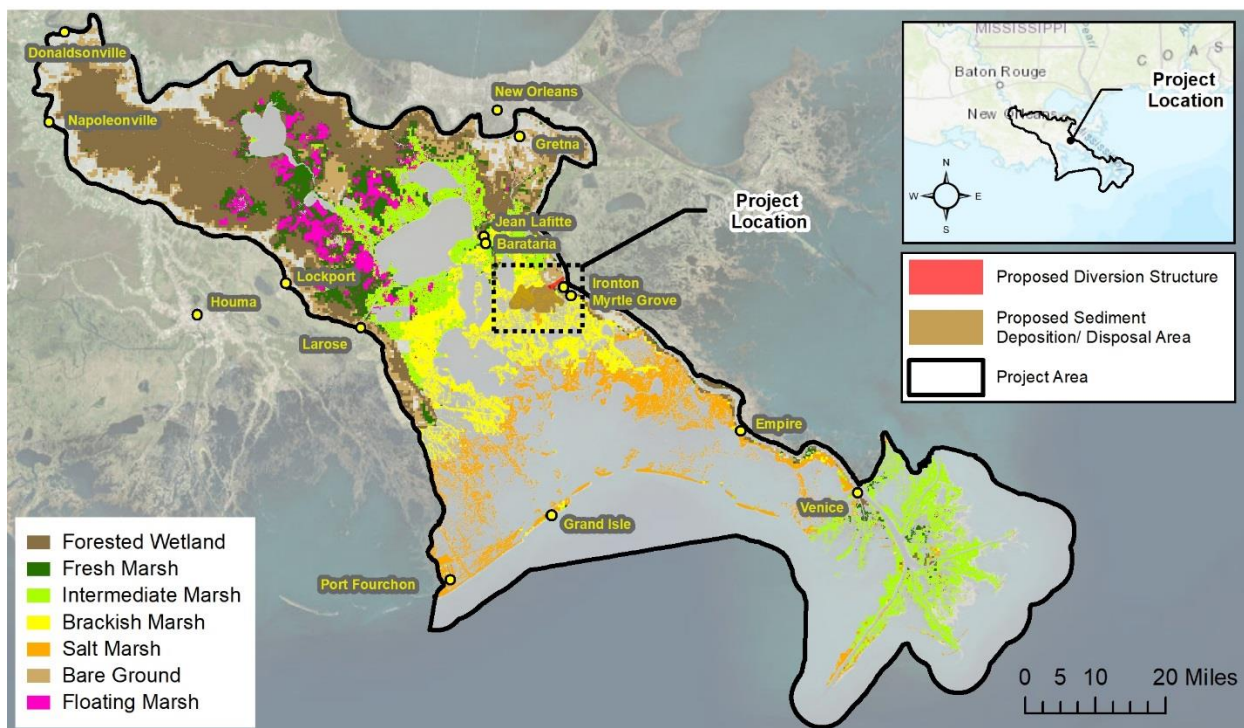 Donaldsonville
Napoleonville
New Orleans
Gretna
Jean Lafitte
Barataria
Project
Location
Ironton
Myrtle Grove
Lockport
Houma
Larose
Empire
Venice
Grand Isle
Port Fourchon
MISSISSIPPI
Baton Rouge
New Orleans
COAS
Project
Location
N
W
E
S
Proposed Diversion Structure
Proposed Sediment
Deposition/ Disposal Area
Project Area
Forested Wetland
Fresh Marsh
Intermediate Marsh
Brackish Marsh
Salt Marsh
Bare Ground
Floating Marsh
0 5 10 20 Miles